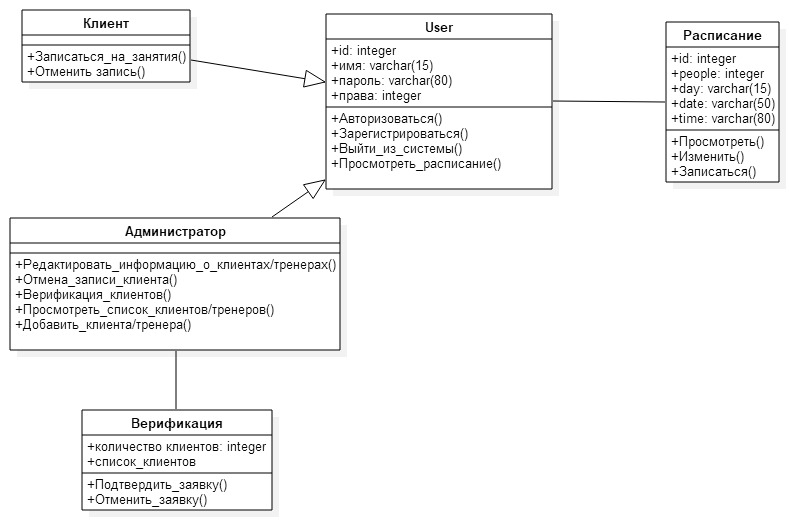 Клиент
+Записаться_на_занятия()
+Отменить запись()
User
+id: integer
+имя: varchar(15)
+пароль: varchar(80)
+права: integer
+Авторизоваться()
+Зарегистрироваться()
+Выйти_из_системы()
+Просмотреть_расписание()
Расписание
+id: integer
+people: integer
+day: varchar(15)
+date: varchar(50)
+time: varchar(80)
+Просмотреть()
+Изменить()
+Записаться()
Администратор
+Редактировать_информацию_о_клиентах/тренерах()
+Отмена_записи_клиента()
+Верификация_клиентов()
+Просмотреть_список_клиентов/тренеров()
+Добавить_клиента/тренера()
Верификация
+количество клиентов: integer
+список_клиентов
+Подтвердить_заявку()
+Отменить_заявку()